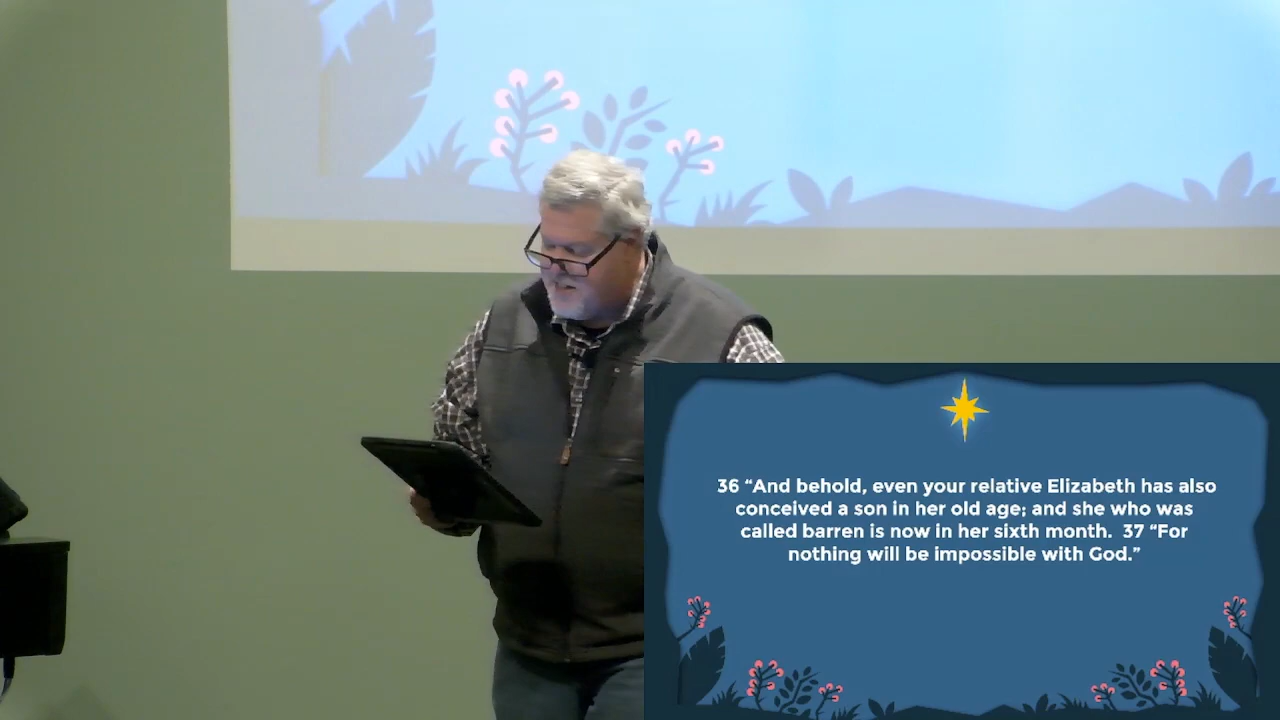 36 “And behold, even your relative Elizabeth has also
conceived a son in her old age; and she who was
called barren is now in her sixth month.  37 “For
nothing will be impossible with God.”